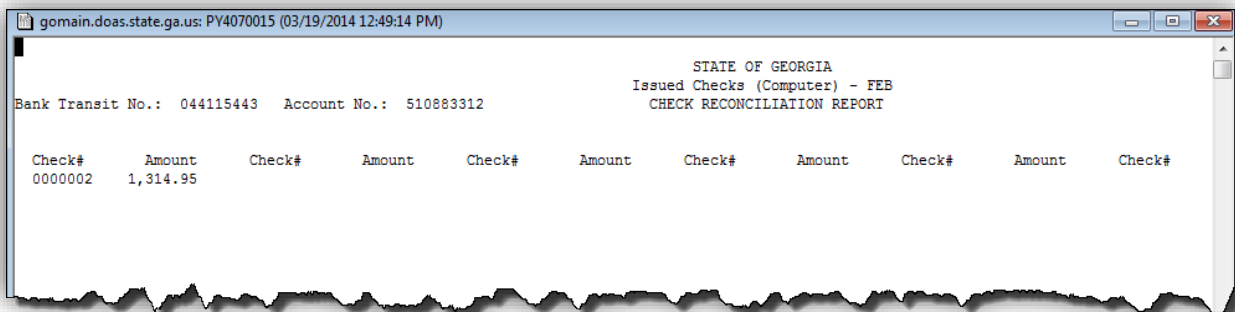 gomain.doas.state.ga.us: PY4070015 (03/19/2014 12:49:14 PM)
STATE OF GEORGIA
Issued Checks (Computer) - FEB
Bank Transit No.: 044115443 Account No.: 510883312 CHECK RECONCILIATION REPORT
Check# Amount Check# Amount Check# Amount Check# Amount Check# Amount Check#
0000002 1,314.95